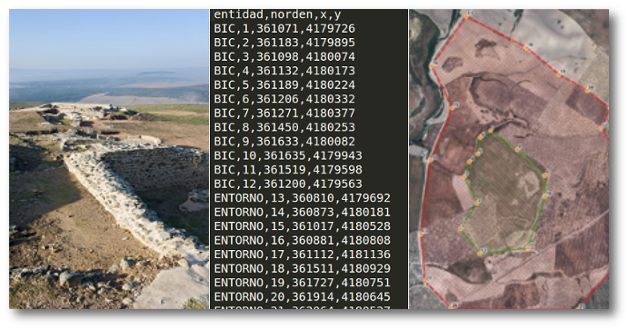 entidad,norden,x,y
BIC,1,361071,4179726
BIC,2,361183,4179895
BIC,3,361098,4180074
BIC,4,361132,4180173
BIC,5,361189,4180224
BIC,6,361206,4180332
BIC,7,361271,4180377
BIC,8,361450,4180253
BIC,9,361633,4180082
BIC,10,361635,4179943
BIC,11,361519,4179598
BIC,12,361200,4179563
ENTORNO,13,360810,4179692
ENTORNO,14,360873,4180181
ENTORNO,15,361017,4180528
ENTORNO,16,360881,4180808
ENTORNO,17,361112,4181136
ENTORNO,18,361511,4180929
ENTORNO,19,361727,4180751
ENTORNO,20,361914,4180645